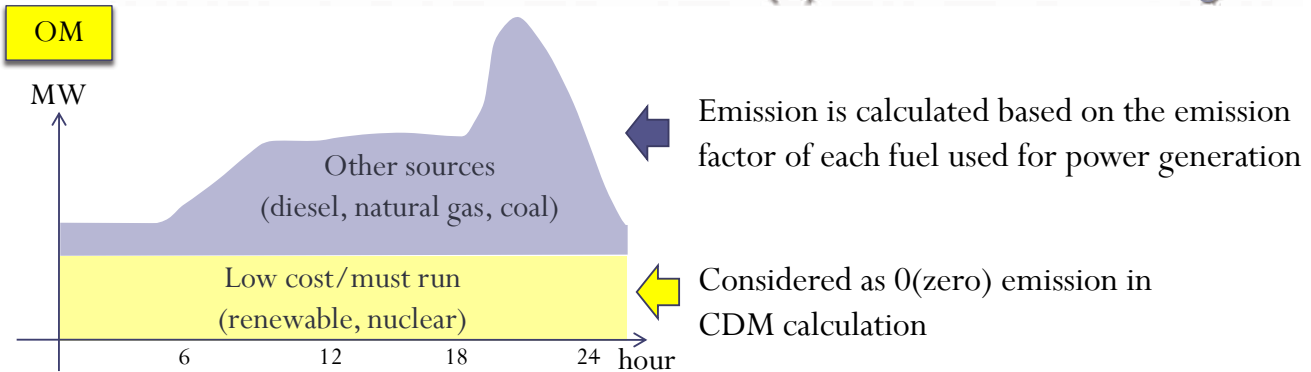 OM
MW
Emission is calculated based on the emission
factor of each fuel used for power generation
Other sources
(diesel, natural gas, coal)
Low cost/must run
(renewable, nuclear)
Considered as 0(zero) emission in
CDM calculation
6 12 18 24 hour